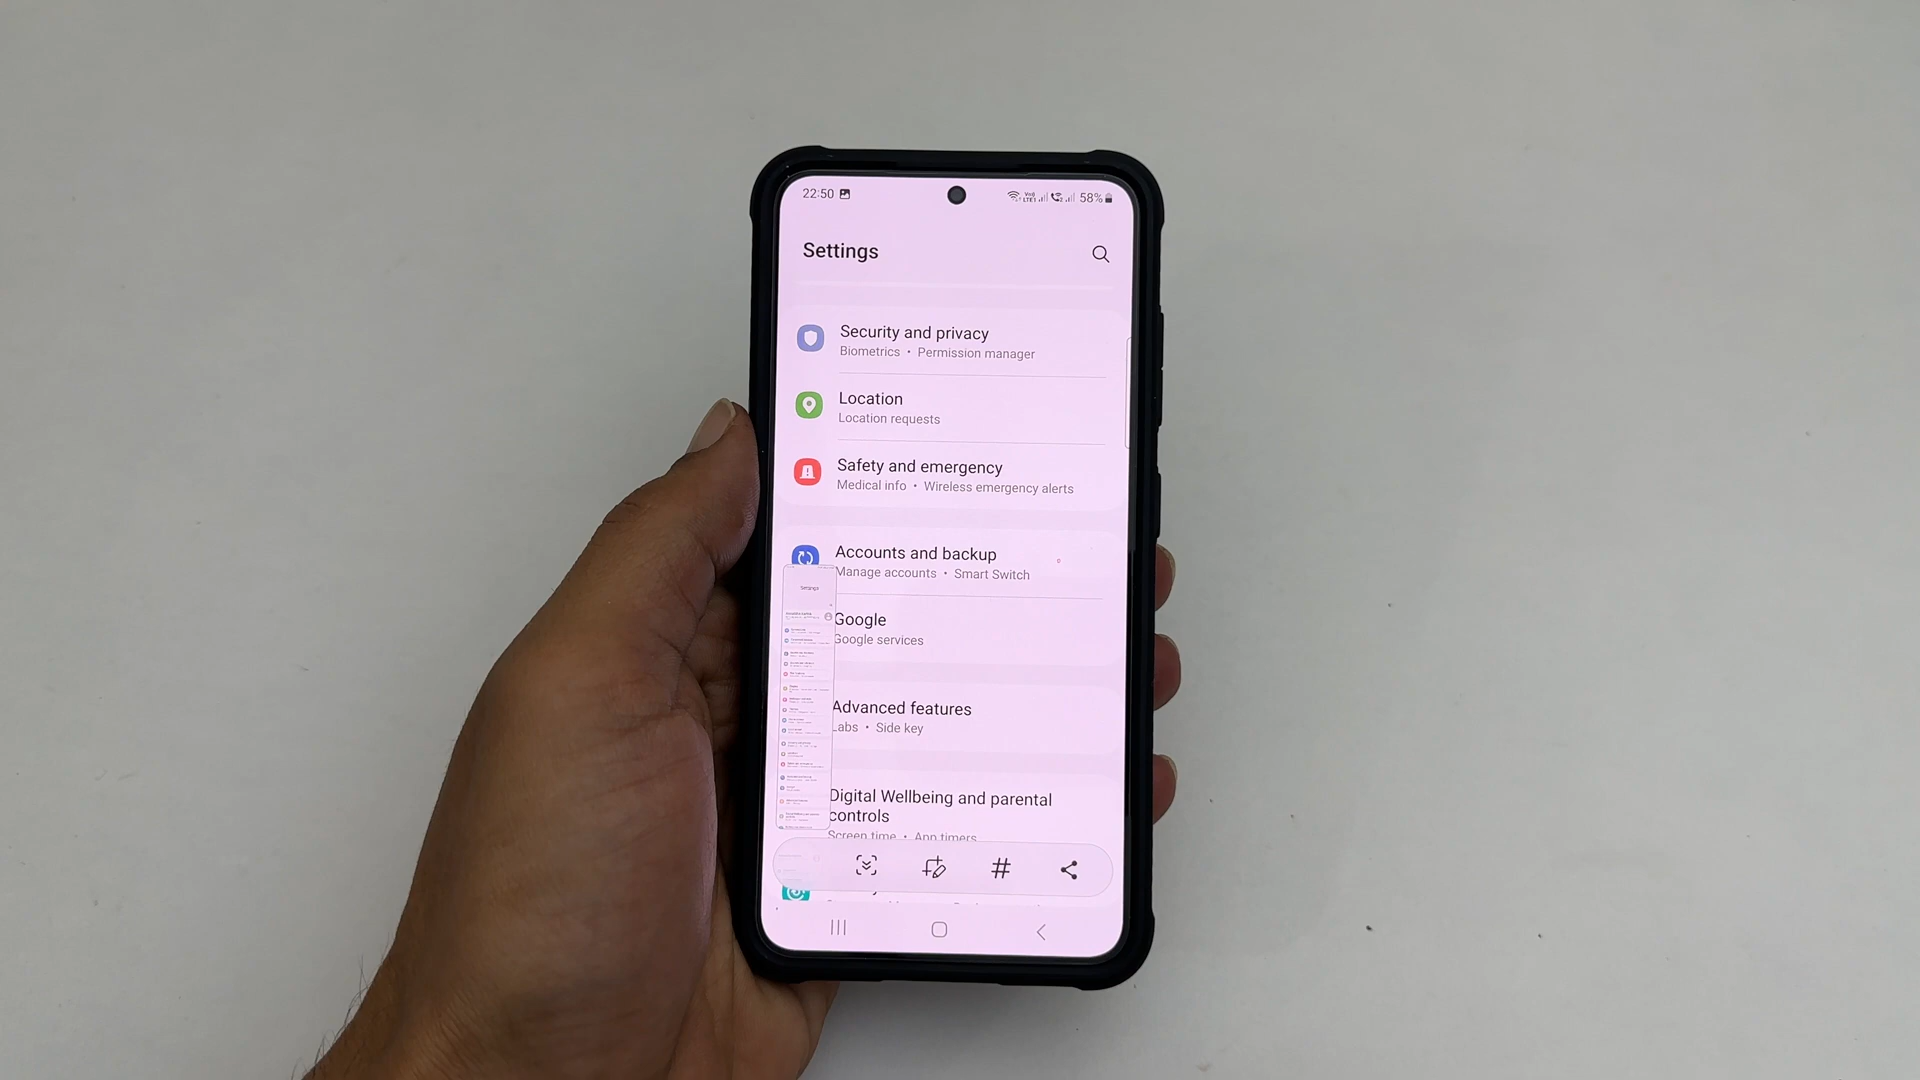 22:50
58%
Settings
Security and privacy
Biometrics • Permission manager
Location
Location requests
Safety and emergency
Medical info • Wireless emergency alerts
Accounts and backup
Manage accounts • Smart Switch
Google
Google services
Advanced features
Labs • Side key
Digital Wellbeing and parental
controls
Screen time • App timers
#
Settings